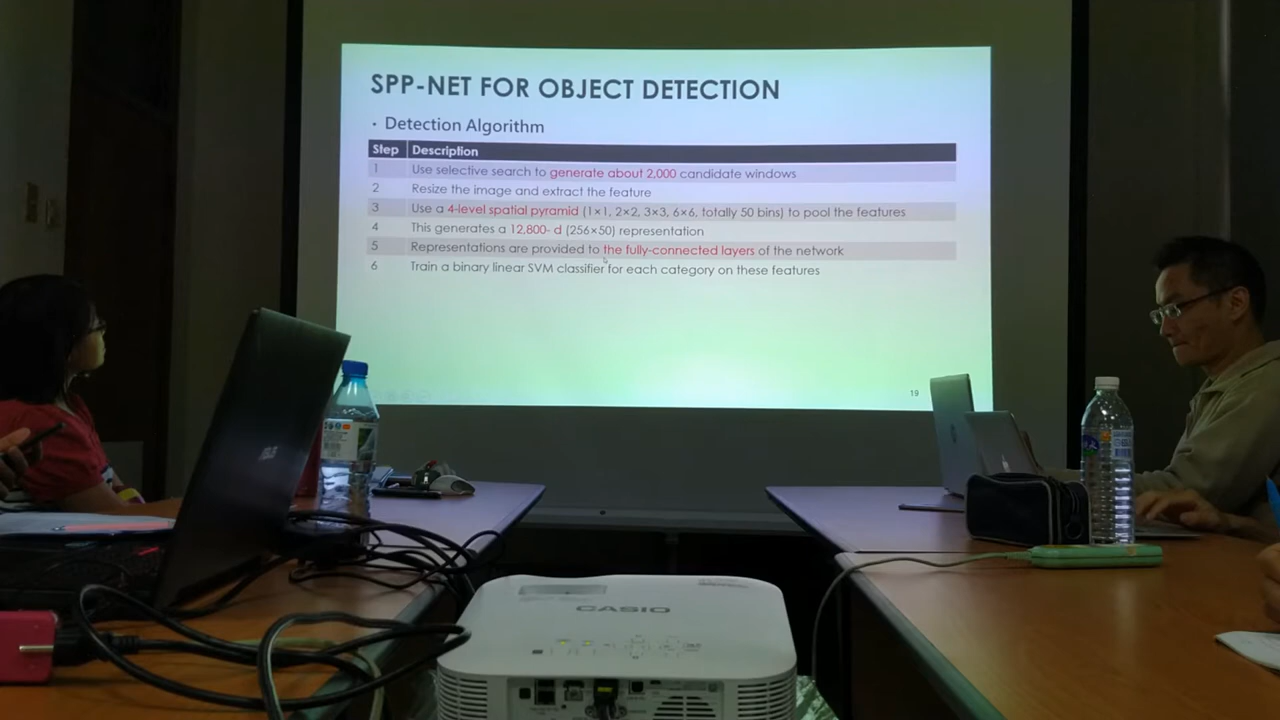 SPP-NET FOR OBJECT DETECTION
• Detection Algorithm
Step Description
1 Use selective search to generate about 2,000 candidate windows
2 Resize the image and extract the feature
3 Use a 4-level spatial pyramid (1×1, 2×2, 3×3, 6×6, totally 50 bins) to pool the features
4 This generates a 12,800- d (256×50) representation
5 Representations are provided to the fully-connected layers of the network
6 Train a binary linear SVM classifier for each category on these features
19
ASUS
CASIO